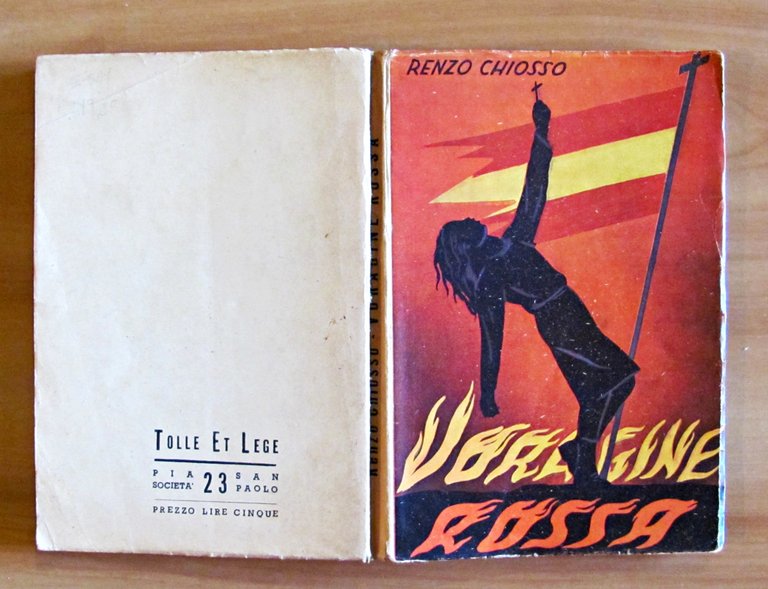 TOLLE ET LEGE
PIA SOCIETA' 23 SAN PAOLO
PREZZO LIRE CINQUE
RENZO CHIOSSO - VORAGINE ROSSA
RENZO CHIOSSO
VORAGINE
ROSSA